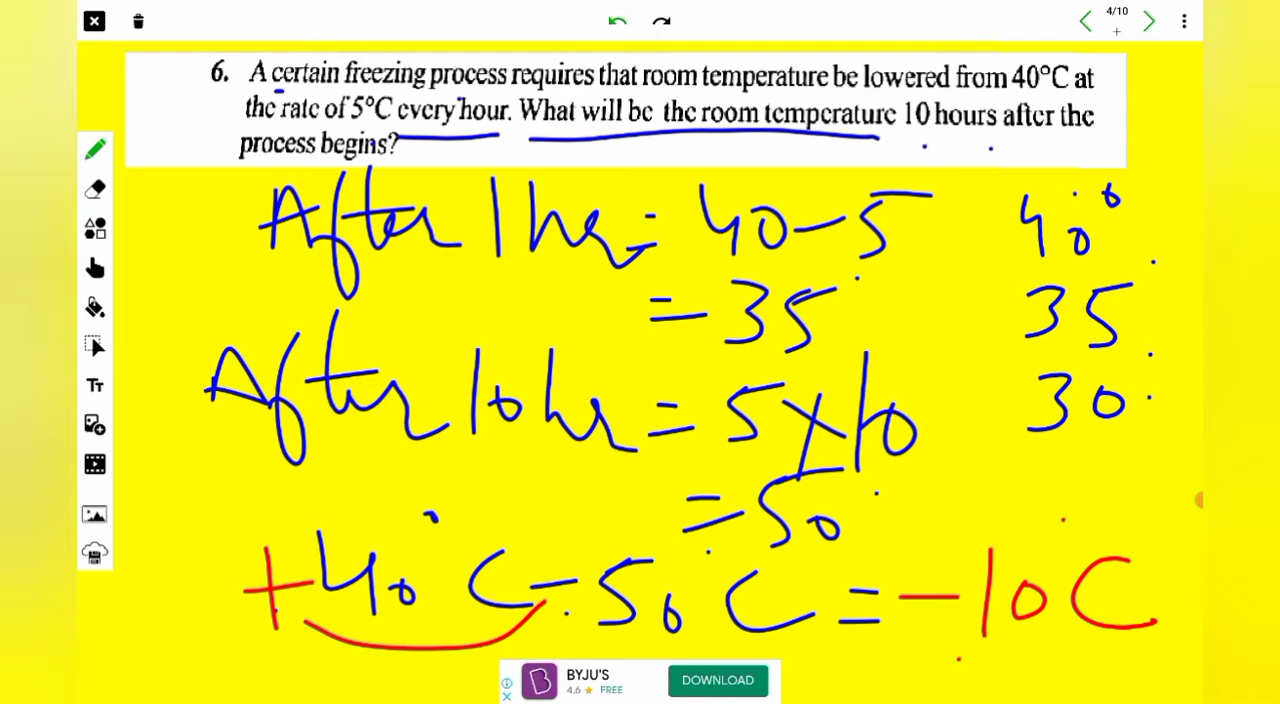 4/10
6. A certain freezing process requires that room temperature be lowered from 40°C at
the rate of 5°C every hour. What will be the room temperature 10 hours after the
process begins?
After 1hr = 40-5
= 35
40°
35
30
After 10hr = 5×10
= 50
+40°C - 50C = -10C
Tт
BYJU'S
4.6 ★ FREE
DOWNLOAD